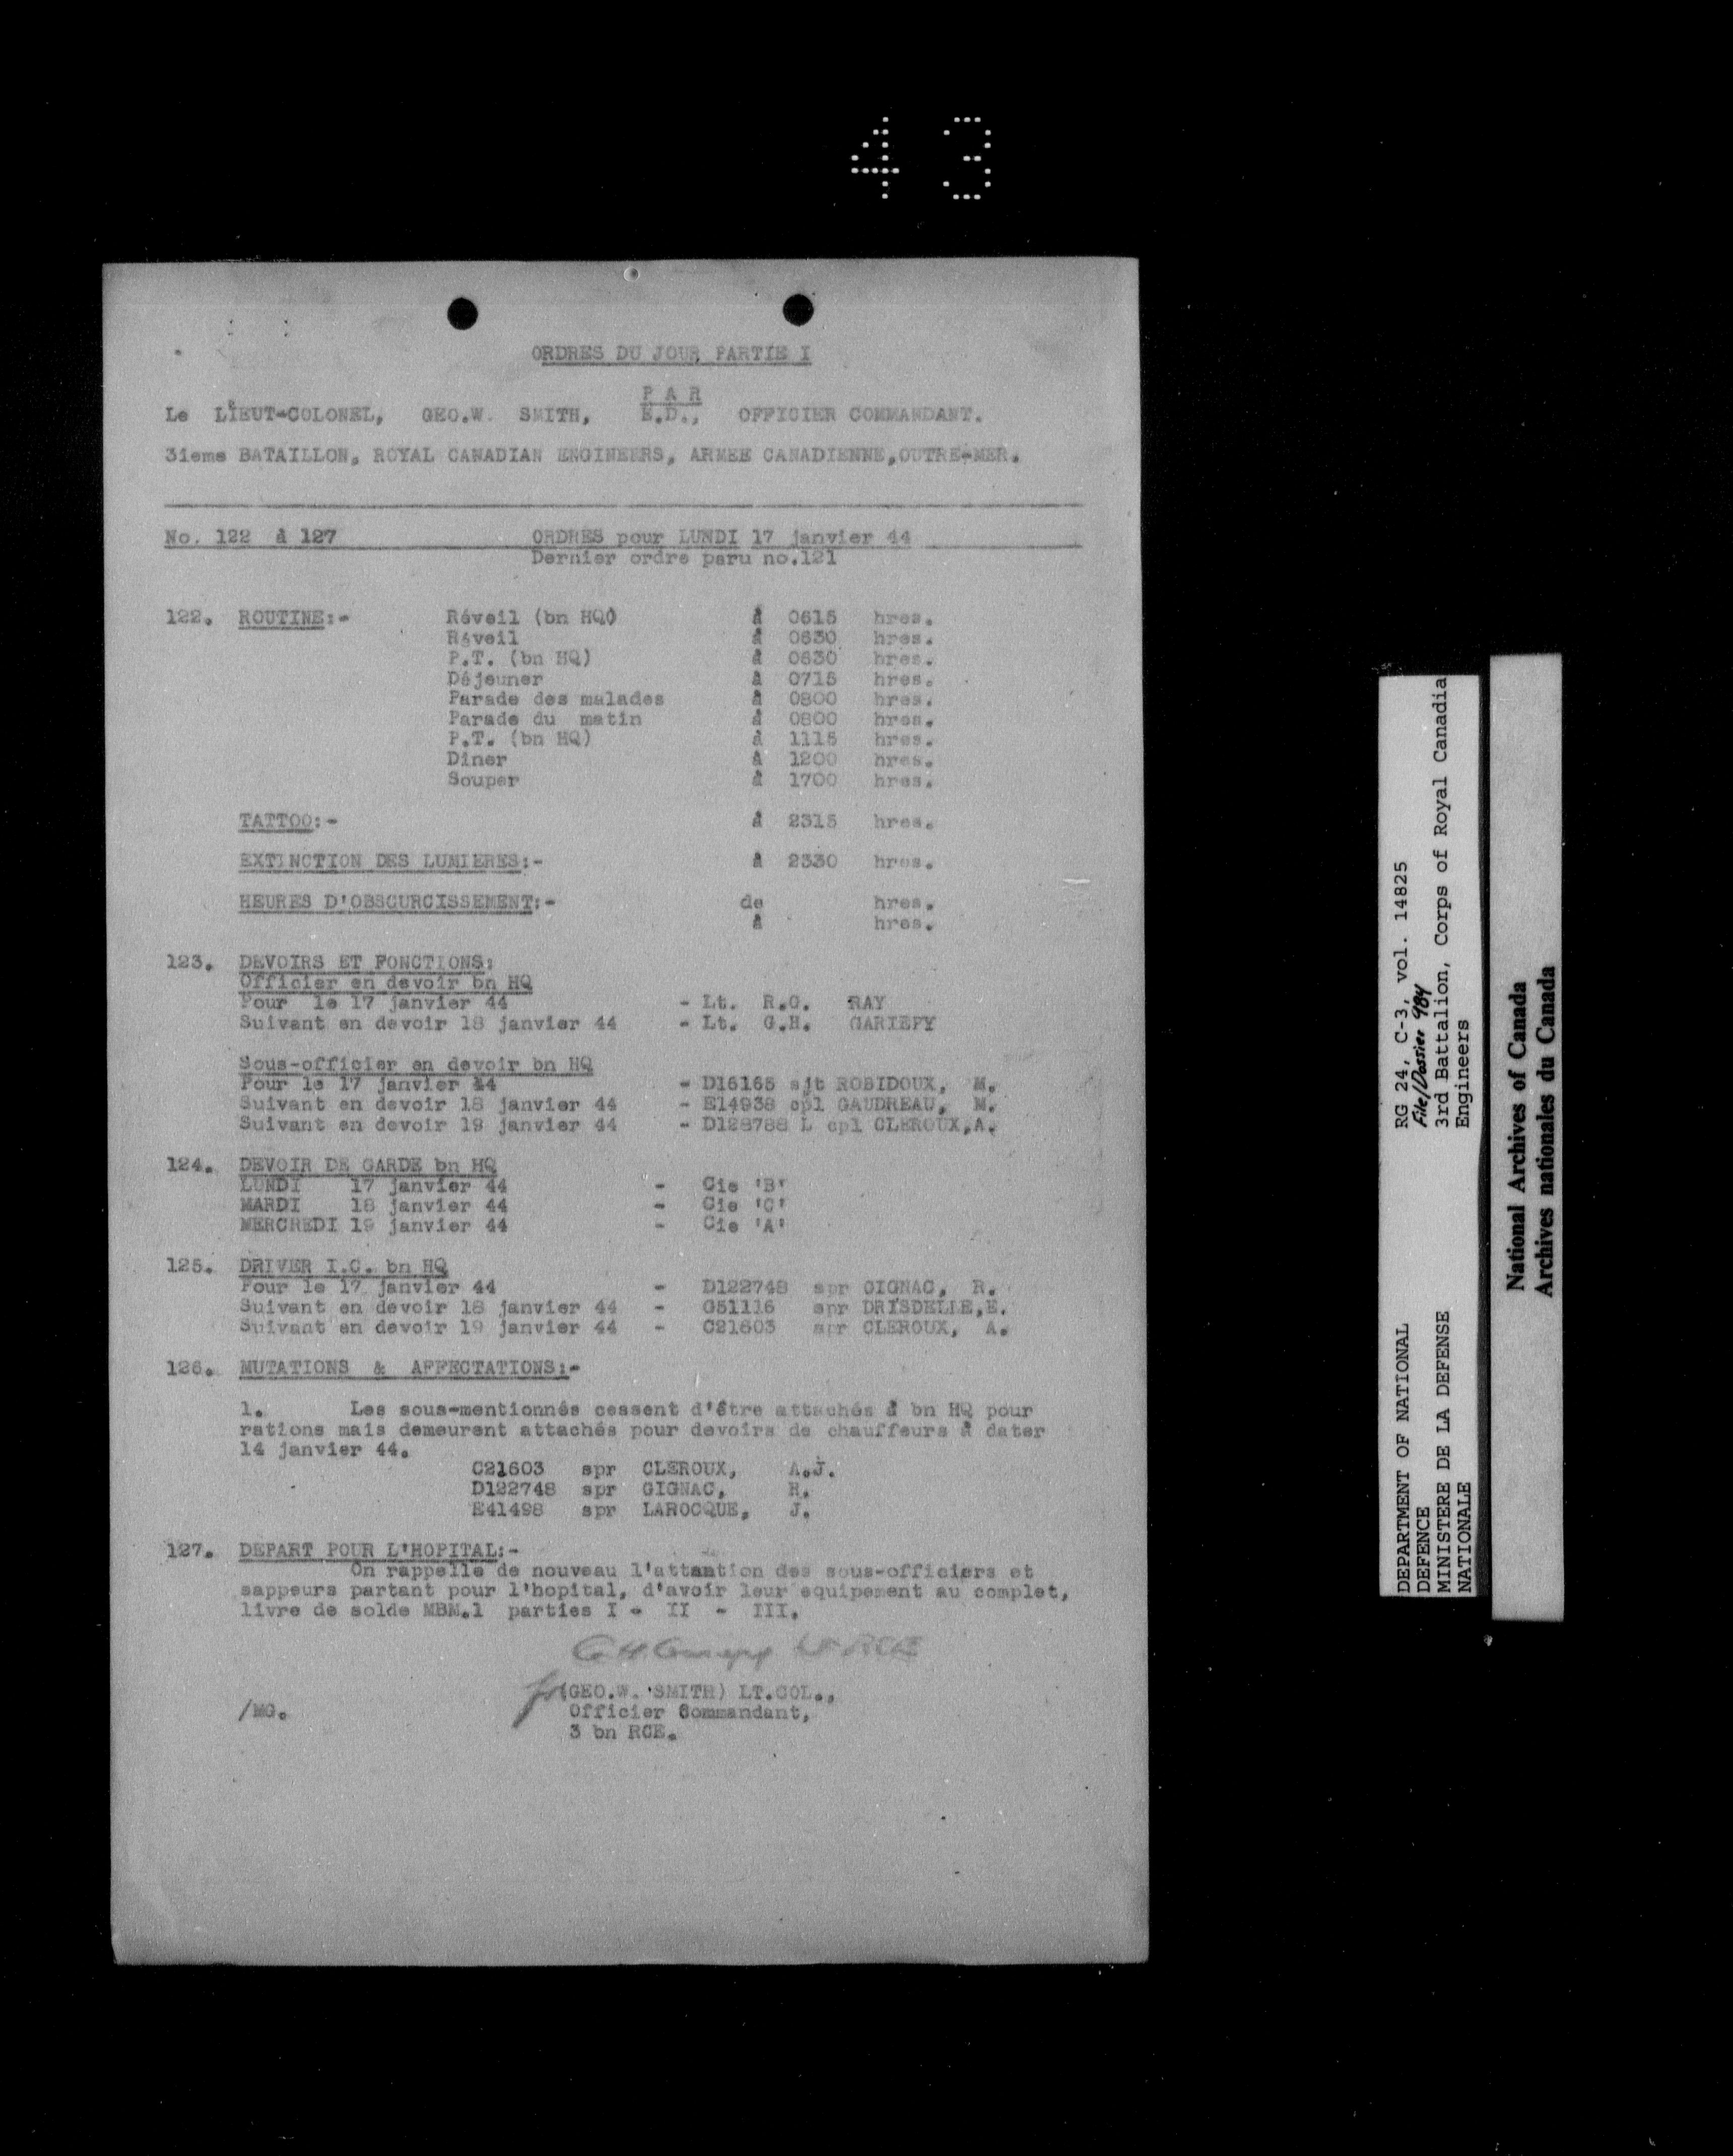 43
ORDRES DU JOUR, PARTIE I
P A R
Le LIEUT-COLONEL, GEO.W. SMITH, E.D., OFFICIER COMMANDANT.
3iems BATAILLON, ROYAL CANADIAN ENGINEERS, ARMEE CANADIENNE,OUTRE-MER.
No. 122 à 127 ORDRES pour LUNDI 17 janvier 44
Dernier ordre paru no.121
122. ROUTINE:- Réveil (bn HQ) à 0615 hres.
Réveil à 0630 hres.
P.T. (bn HQ) à 0630 hres.
Déjeuner à 0715 hres.
Parade des malades à 0800 hres.
Parade du matin à 0800 hres.
P.T. (bn HQ) à 1115 hres.
Diner à 1200 hres.
Souper à 1700 hres.
TATTOO:- à 2315 hres.
EXTINCTION DES LUMIERES:- à 2330 hres.
HEURES D'OBSCURCISSEMENT:- de hres.
à hres.
123. DEVOIRS ET FONCTIONS:
Officier en devoir bn HQ
Pour le 17 janvier 44 - Lt. R.G. RAY
Suivant en devoir 18 janvier 44 - Lt. G.H. GARIEPY
Sous-officier en devoir bn HQ
Pour le 17 janvier 44 - D16165 sjt ROBIDOUX, M.
Suivant en devoir 18 janvier 44 - E14938 cpl GAUDREAU, M.
Suivant en devoir 19 janvier 44 - D128788 L cpl CLEROUX,A.
124. DEVOIR DE GARDE bn HQ
LUNDI 17 janvier 44 - Cie 'B'
MARDI 18 janvier 44 - Cie 'C'
MERCREDI 19 janvier 44 - Cie 'A'
125. DRIVER I.C. bn HQ
Pour le 17 janvier 44 - D122748 spr GIGNAC, R.
Suivant en devoir 18 janvier 44 - G51116 spr DRISDELLE,E.
Suivant en devoir 19 janvier 44 - C21603 spr CLEROUX, A.
126. MUTATIONS & AFFECTATIONS:-
1. Les sous-mentionnés cessent d'être attachés à bn HQ pour
rations mais demeurent attachés pour devoirs de chauffeurs à dater
14 janvier 44.
C21603 spr CLEROUX, A.J.
D122748 spr GIGNAC, R.
E41498 spr LAROCQUE, J.
127. DEPART POUR L'HOPITAL:-
On rappelle de nouveau l'attention des sous-officiers et
sappeurs partant pour l'hopital, d'avoir leur equipement au complet,
livre de solde MBM.1 parties I - II - III.
GH Gariepy Lt RCE
for (GEO.W. SMITH) LT.COL.,
/MG. Officier Commandant,
3 bn RCE.
DEPARTMENT OF NATIONAL RG 24, C-3, vol. 14825
DEFENCE File/Dossier 984
MINISTERE DE LA DEFENSE 3rd Battalion, Corps of Royal Canadia
NATIONALE Engineers
National Archives of Canada
Archives nationales du Canada